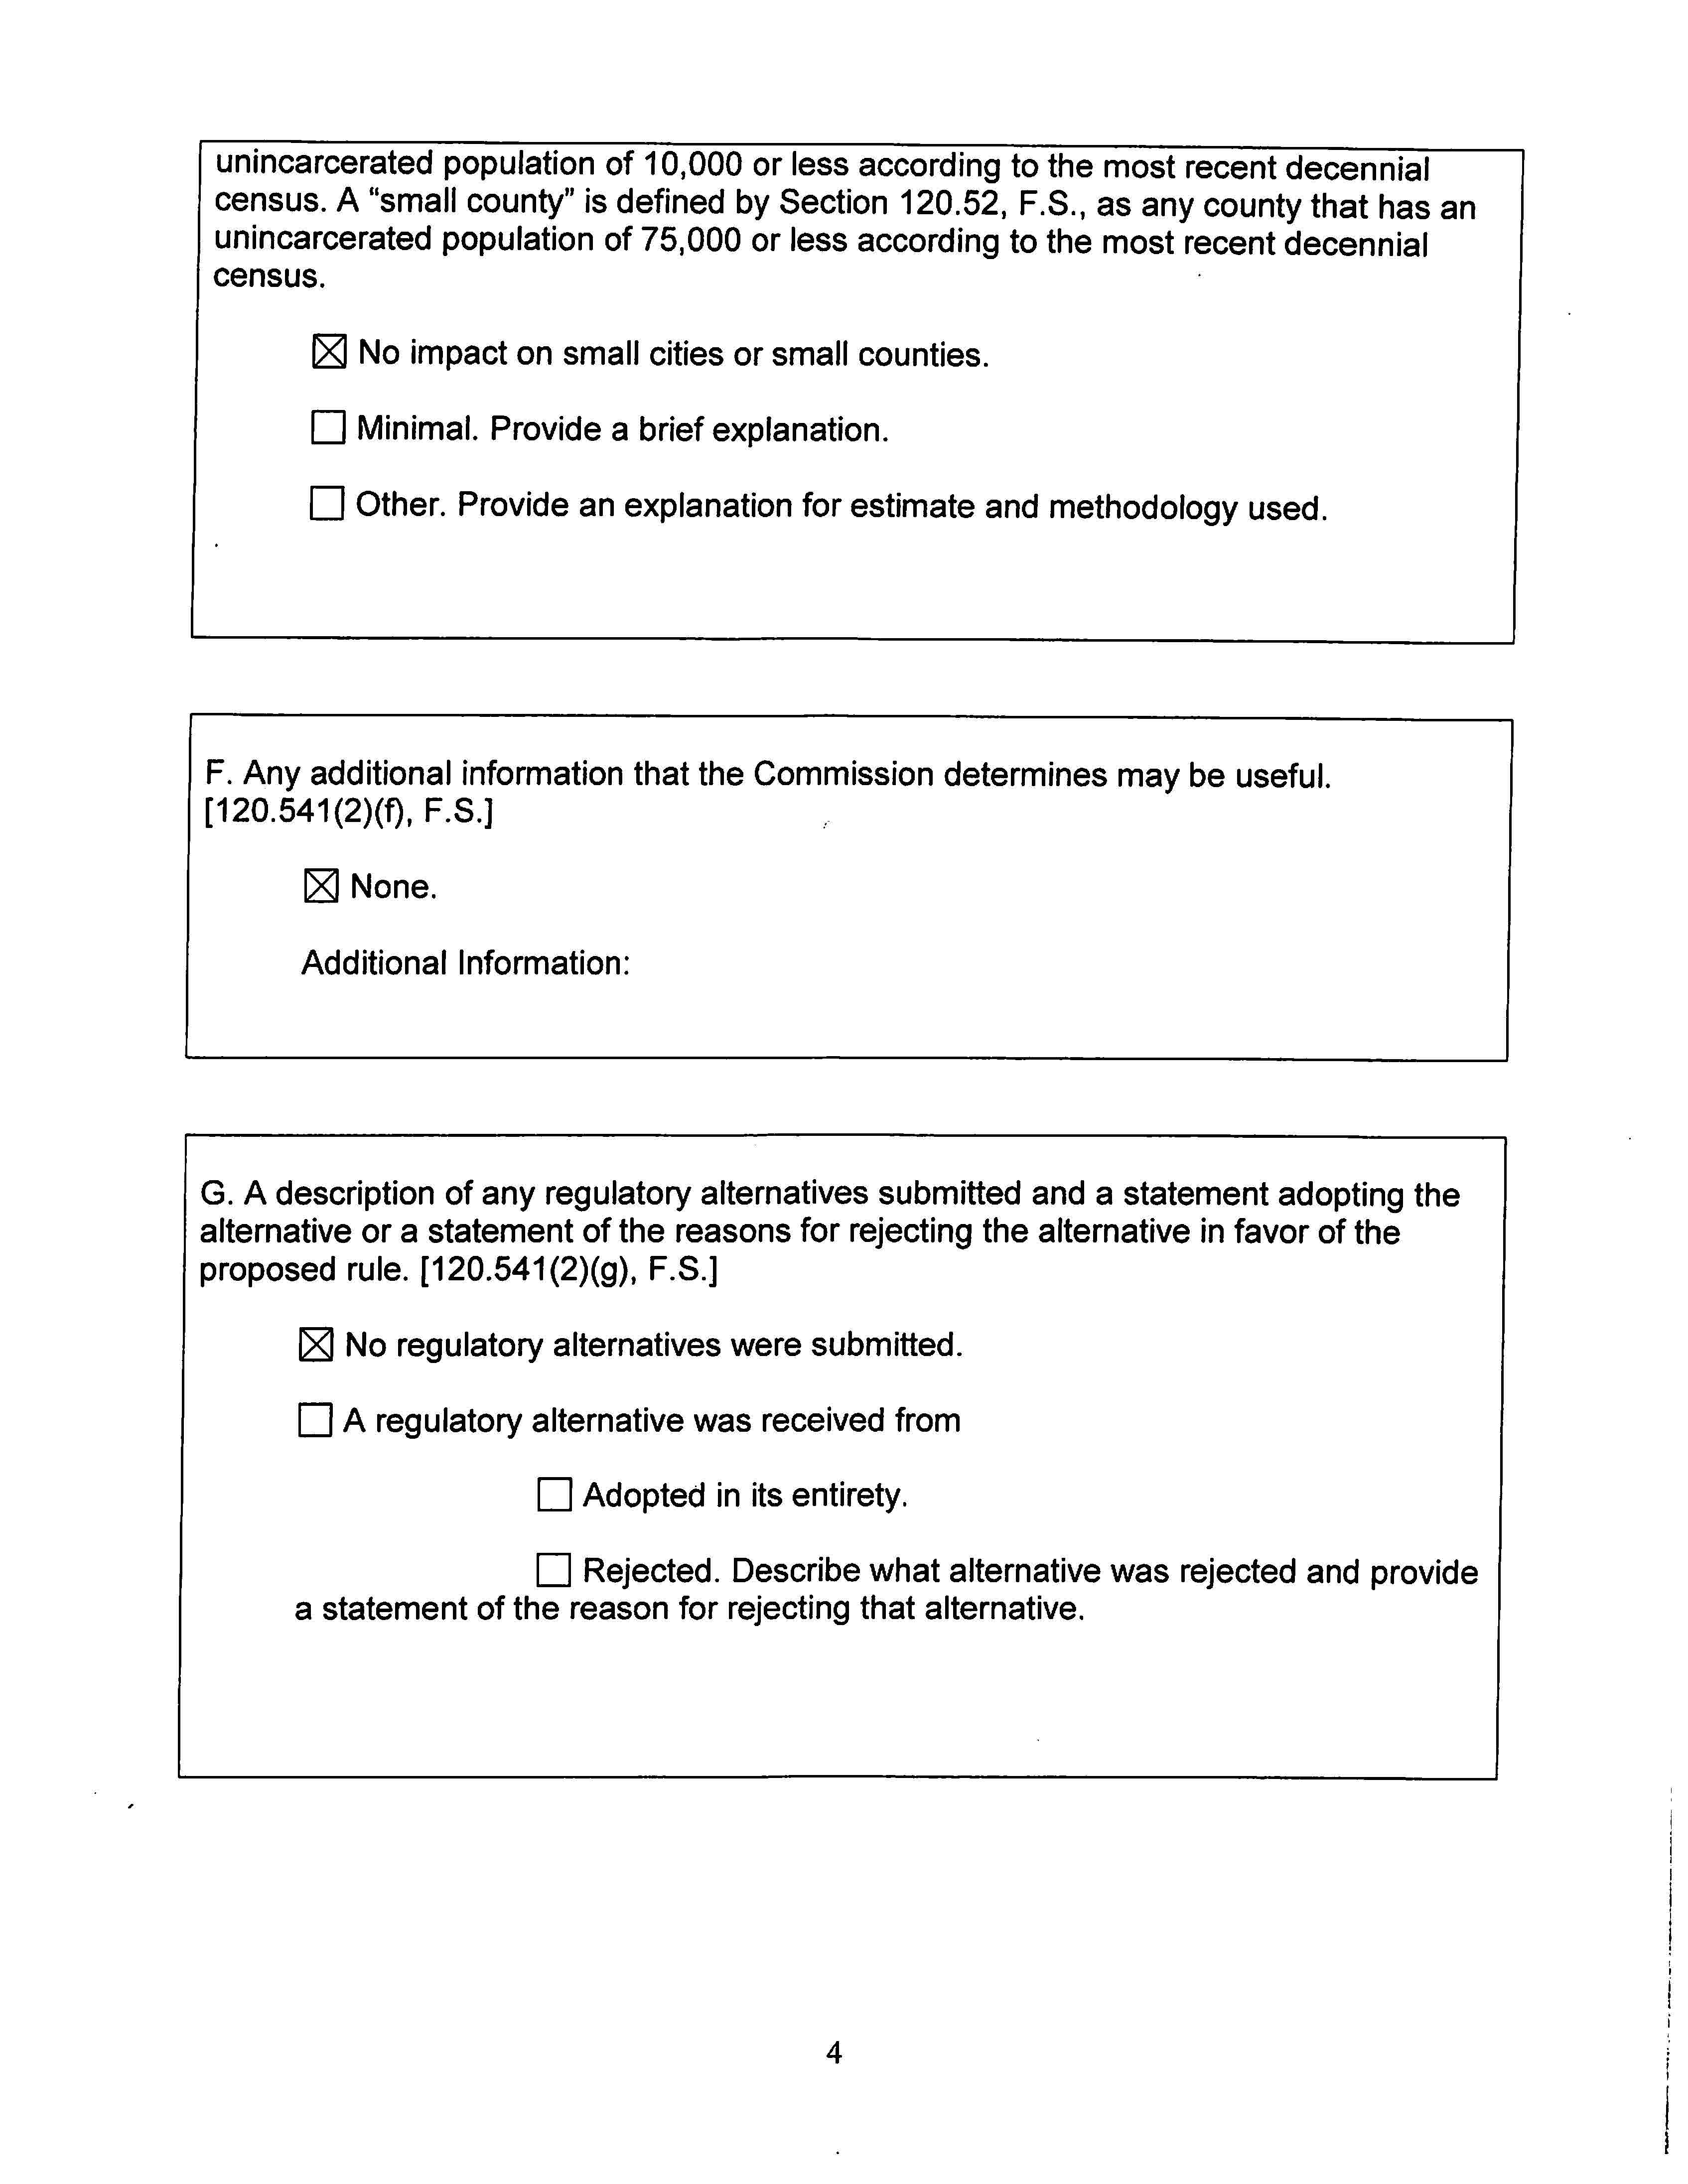 unincarcerated population of 10,000 or less according to the most recent decennial
census. A “small county” is defined by Section 120.52, F.S., as any county that has an
unincarcerated population of 75,000 or less according to the most recent decennial
census.
☒ No impact on small cities or small counties.
☐ Minimal. Provide a brief explanation.
☐ Other. Provide an explanation for estimate and methodology used.
F. Any additional information that the Commission determines may be useful.
[120.541(2)(f), F.S.]
☒ None.
Additional Information:
G. A description of any regulatory alternatives submitted and a statement adopting the
alternative or a statement of the reasons for rejecting the alternative in favor of the
proposed rule. [120.541(2)(g), F.S.]
☒ No regulatory alternatives were submitted.
☐ A regulatory alternative was received from
☐ Adopted in its entirety.
☐ Rejected. Describe what alternative was rejected and provide
a statement of the reason for rejecting that alternative.
4